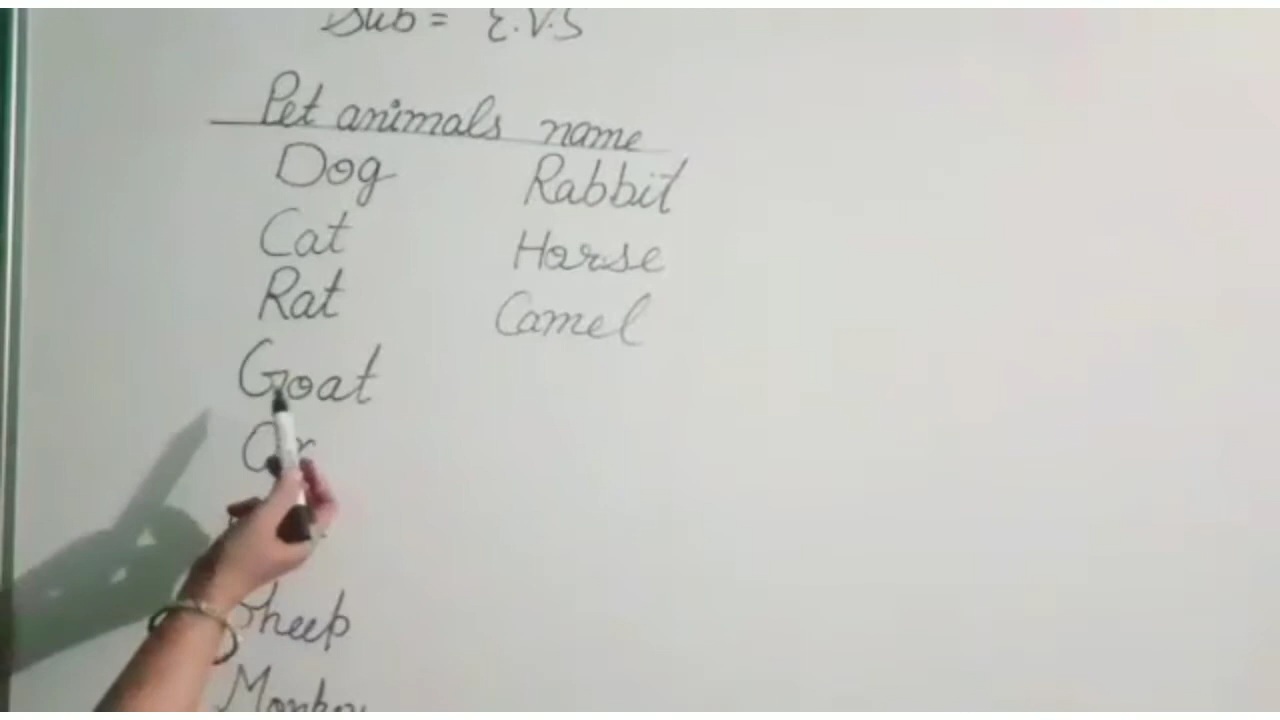 Sub = E.V.S
Pet animals name
Dog
Cat
Rat
Goat
Sheep
Monkey
Rabbit
Horse
Camel